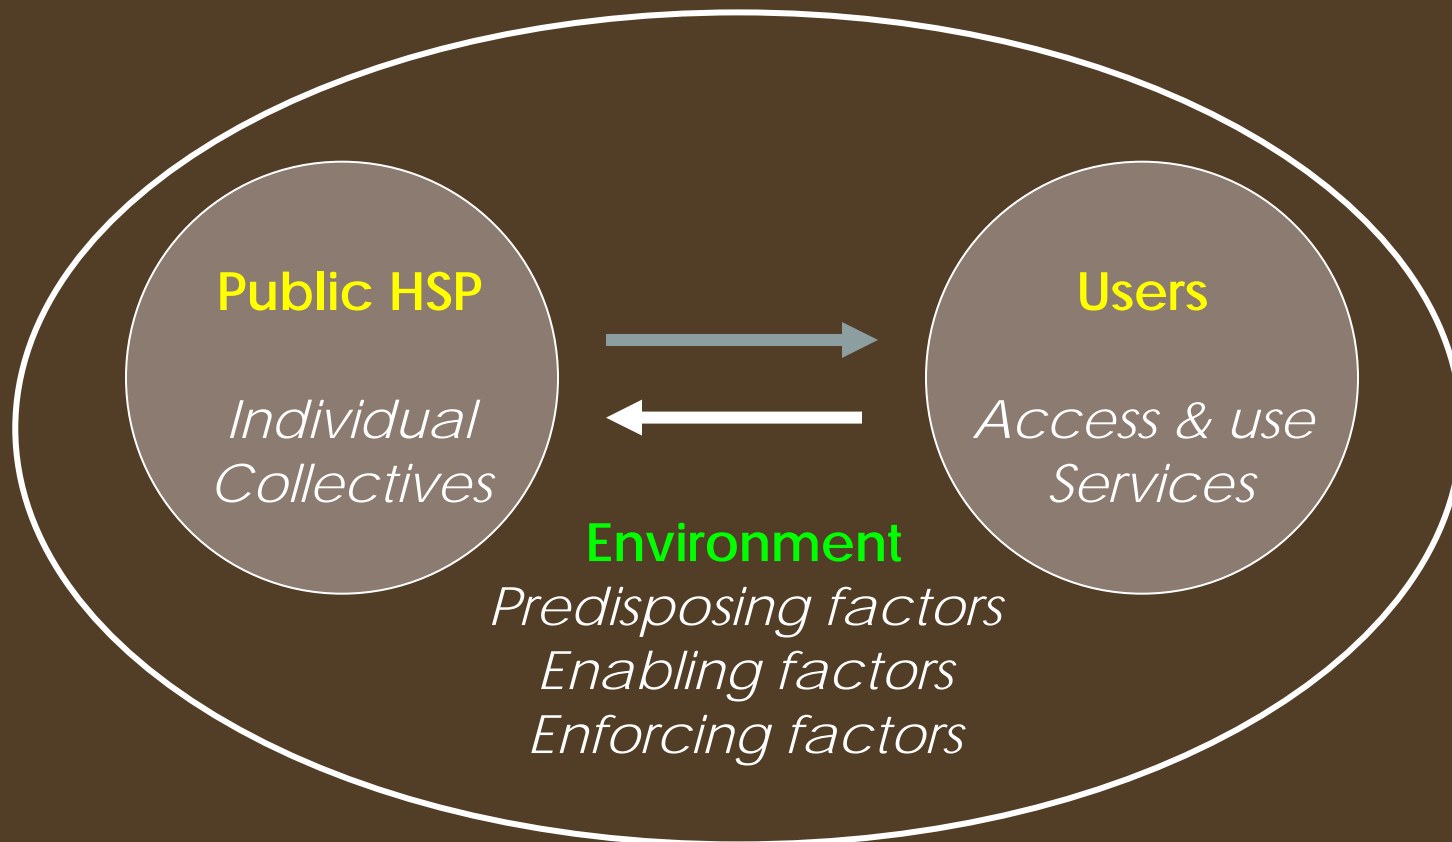 Public HSP
Individual
Collectives
Users
Access & use
Services
Environment
Predisposing factors
Enabling factors
Enforcing factors